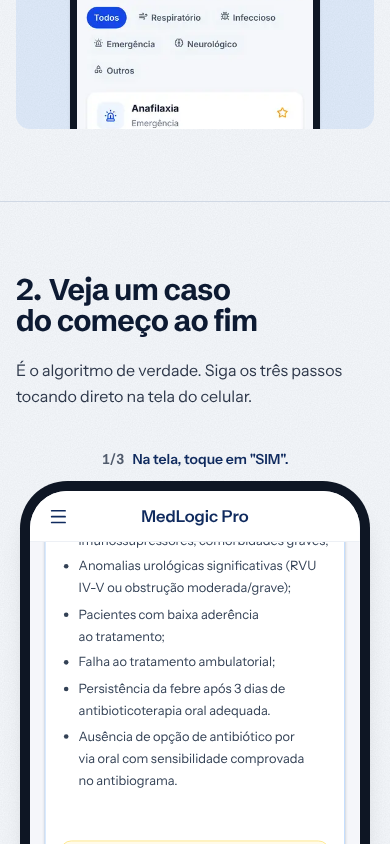 Todos
Respiratório
Infeccioso
Emergência
Neurológico
Outros
Anafilaxia
Emergência
2. Veja um caso
do começo ao fim
É o algoritmo de verdade. Siga os três passos
tocando direto na tela do celular.
1/3 Na tela, toque em "SIM".
MedLogic Pro
imunossupressores, comorbidades graves;
Anomalias urológicas significativas (RVU
IV-V ou obstrução moderada/grave);
Pacientes com baixa aderência
ao tratamento;
Falha ao tratamento ambulatorial;
Persistência da febre após 3 dias de
antibioticoterapia oral adequada.
Ausência de opção de antibiótico por
via oral com sensibilidade comprovada
no antibiograma.